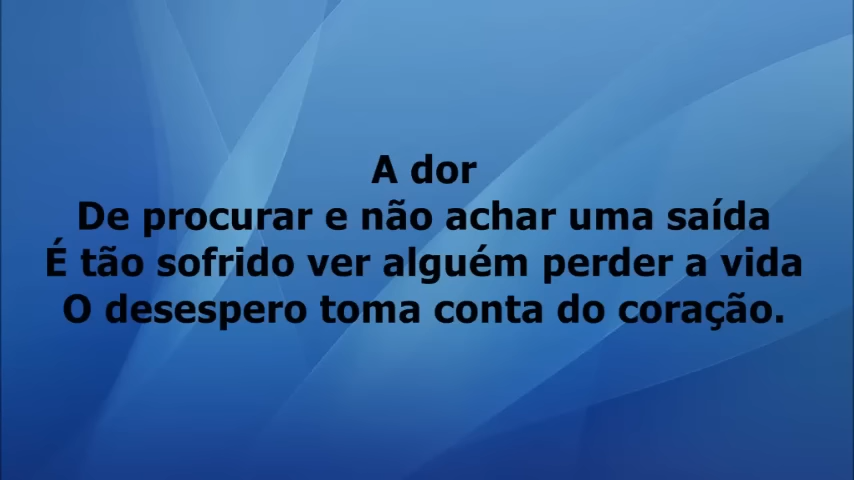 A dor
De procurar e não achar uma saída
É tão sofrido ver alguém perder a vida
O desespero toma conta do coração.